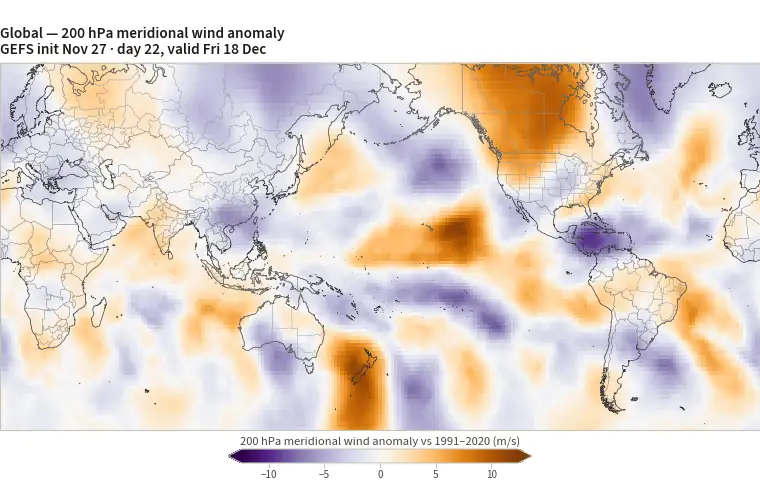 Global — 200 hPa meridional wind anomaly
GEFS init Nov 27 · day 22, valid Fri 18 Dec
200 hPa meridional wind anomaly vs 1991–2020 (m/s)
−10 −5 0 5 10